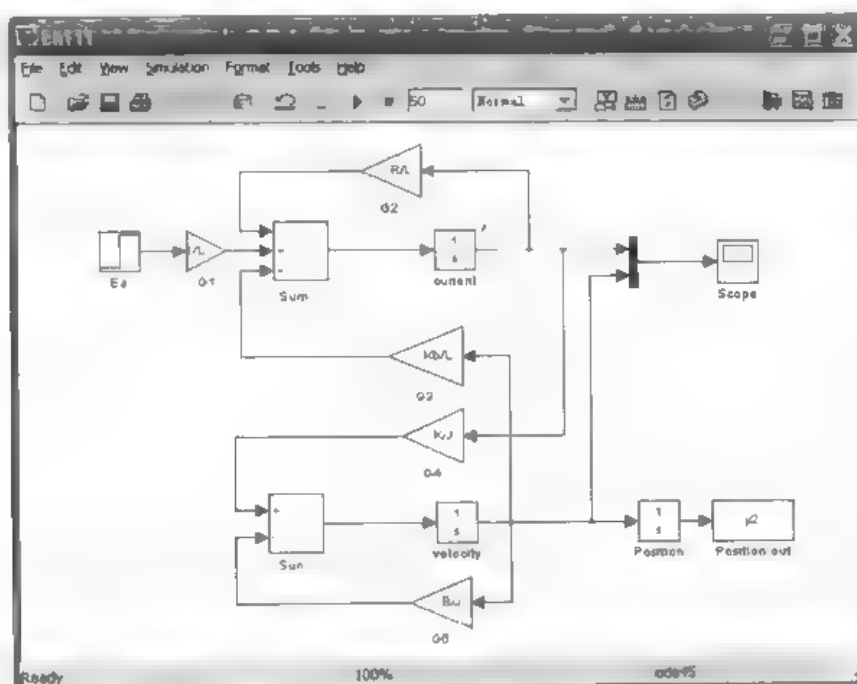 File Edit View Simulation Format Tools Help
50 Normal
R/L
G2
Ea
G1
Sum
1
s
current
Scope
Kb/L
G3
G4
+
-
Sum
1
s
velocity
1
s
Position
y2
Position out
G5
Ready 100% ode45